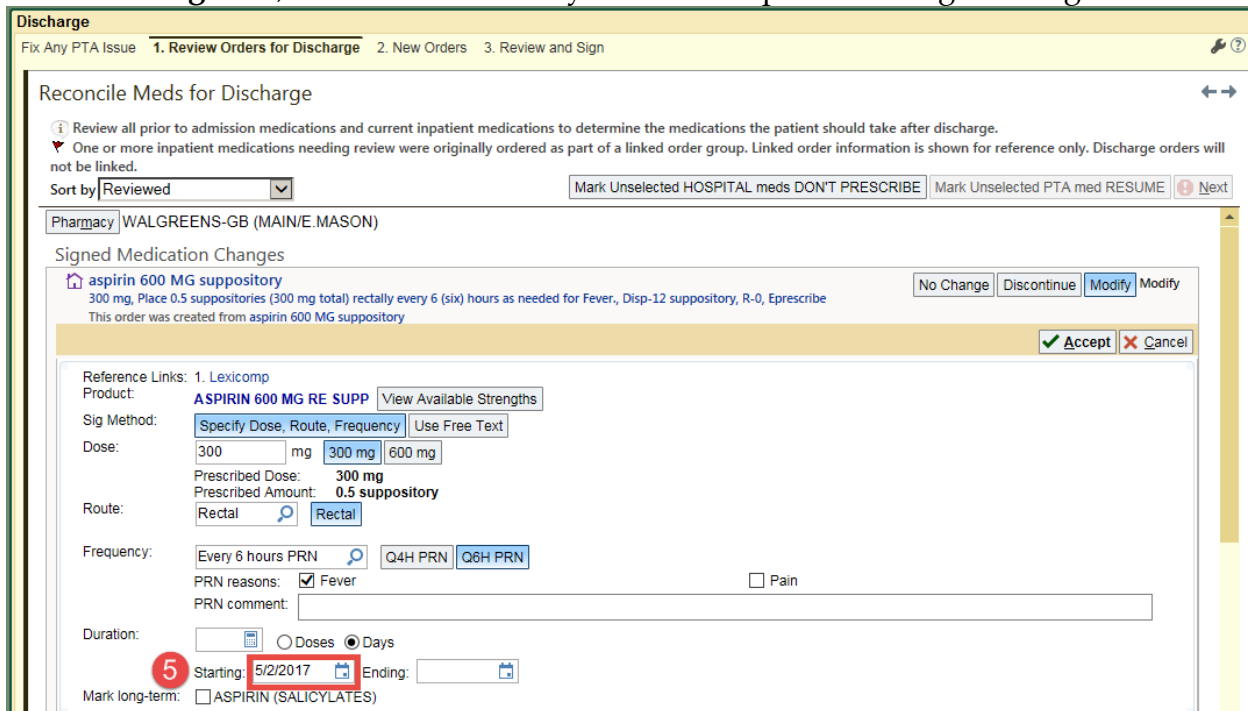 Discharge
Fix Any PTA Issue 1. Review Orders for Discharge 2. New Orders 3. Review and Sign
Reconcile Meds for Discharge
Review all prior to admission medications and current inpatient medications to determine the medications the patient should take after discharge.
One or more inpatient medications needing review were originally ordered as part of a linked order group. Linked order information is shown for reference only. Discharge orders will
not be linked.
Sort by Reviewed Mark Unselected HOSPITAL meds DON'T PRESCRIBE Mark Unselected PTA med RESUME Next
Pharmacy WALGREENS-GB (MAIN/E.MASON)
Signed Medication Changes
aspirin 600 MG suppository No Change Discontinue Modify Modify
300 mg, Place 0.5 suppositories (300 mg total) rectally every 6 (six) hours as needed for Fever., Disp-12 suppository, R-0, Eprescribe
This order was created from aspirin 600 MG suppository
Accept Cancel
Reference Links: 1. Lexicomp
Product: ASPIRIN 600 MG RE SUPP View Available Strengths
Sig Method: Specify Dose, Route, Frequency Use Free Text
Dose: 300 mg 300 mg 600 mg
Prescribed Dose: 300 mg
Prescribed Amount: 0.5 suppository
Route: Rectal Rectal
Frequency: Every 6 hours PRN Q4H PRN Q6H PRN
PRN reasons: Fever Pain
PRN comment:
Duration: Doses Days
5 Starting: 5/2/2017 Ending:
Mark long-term: ASPIRIN (SALICYLATES)